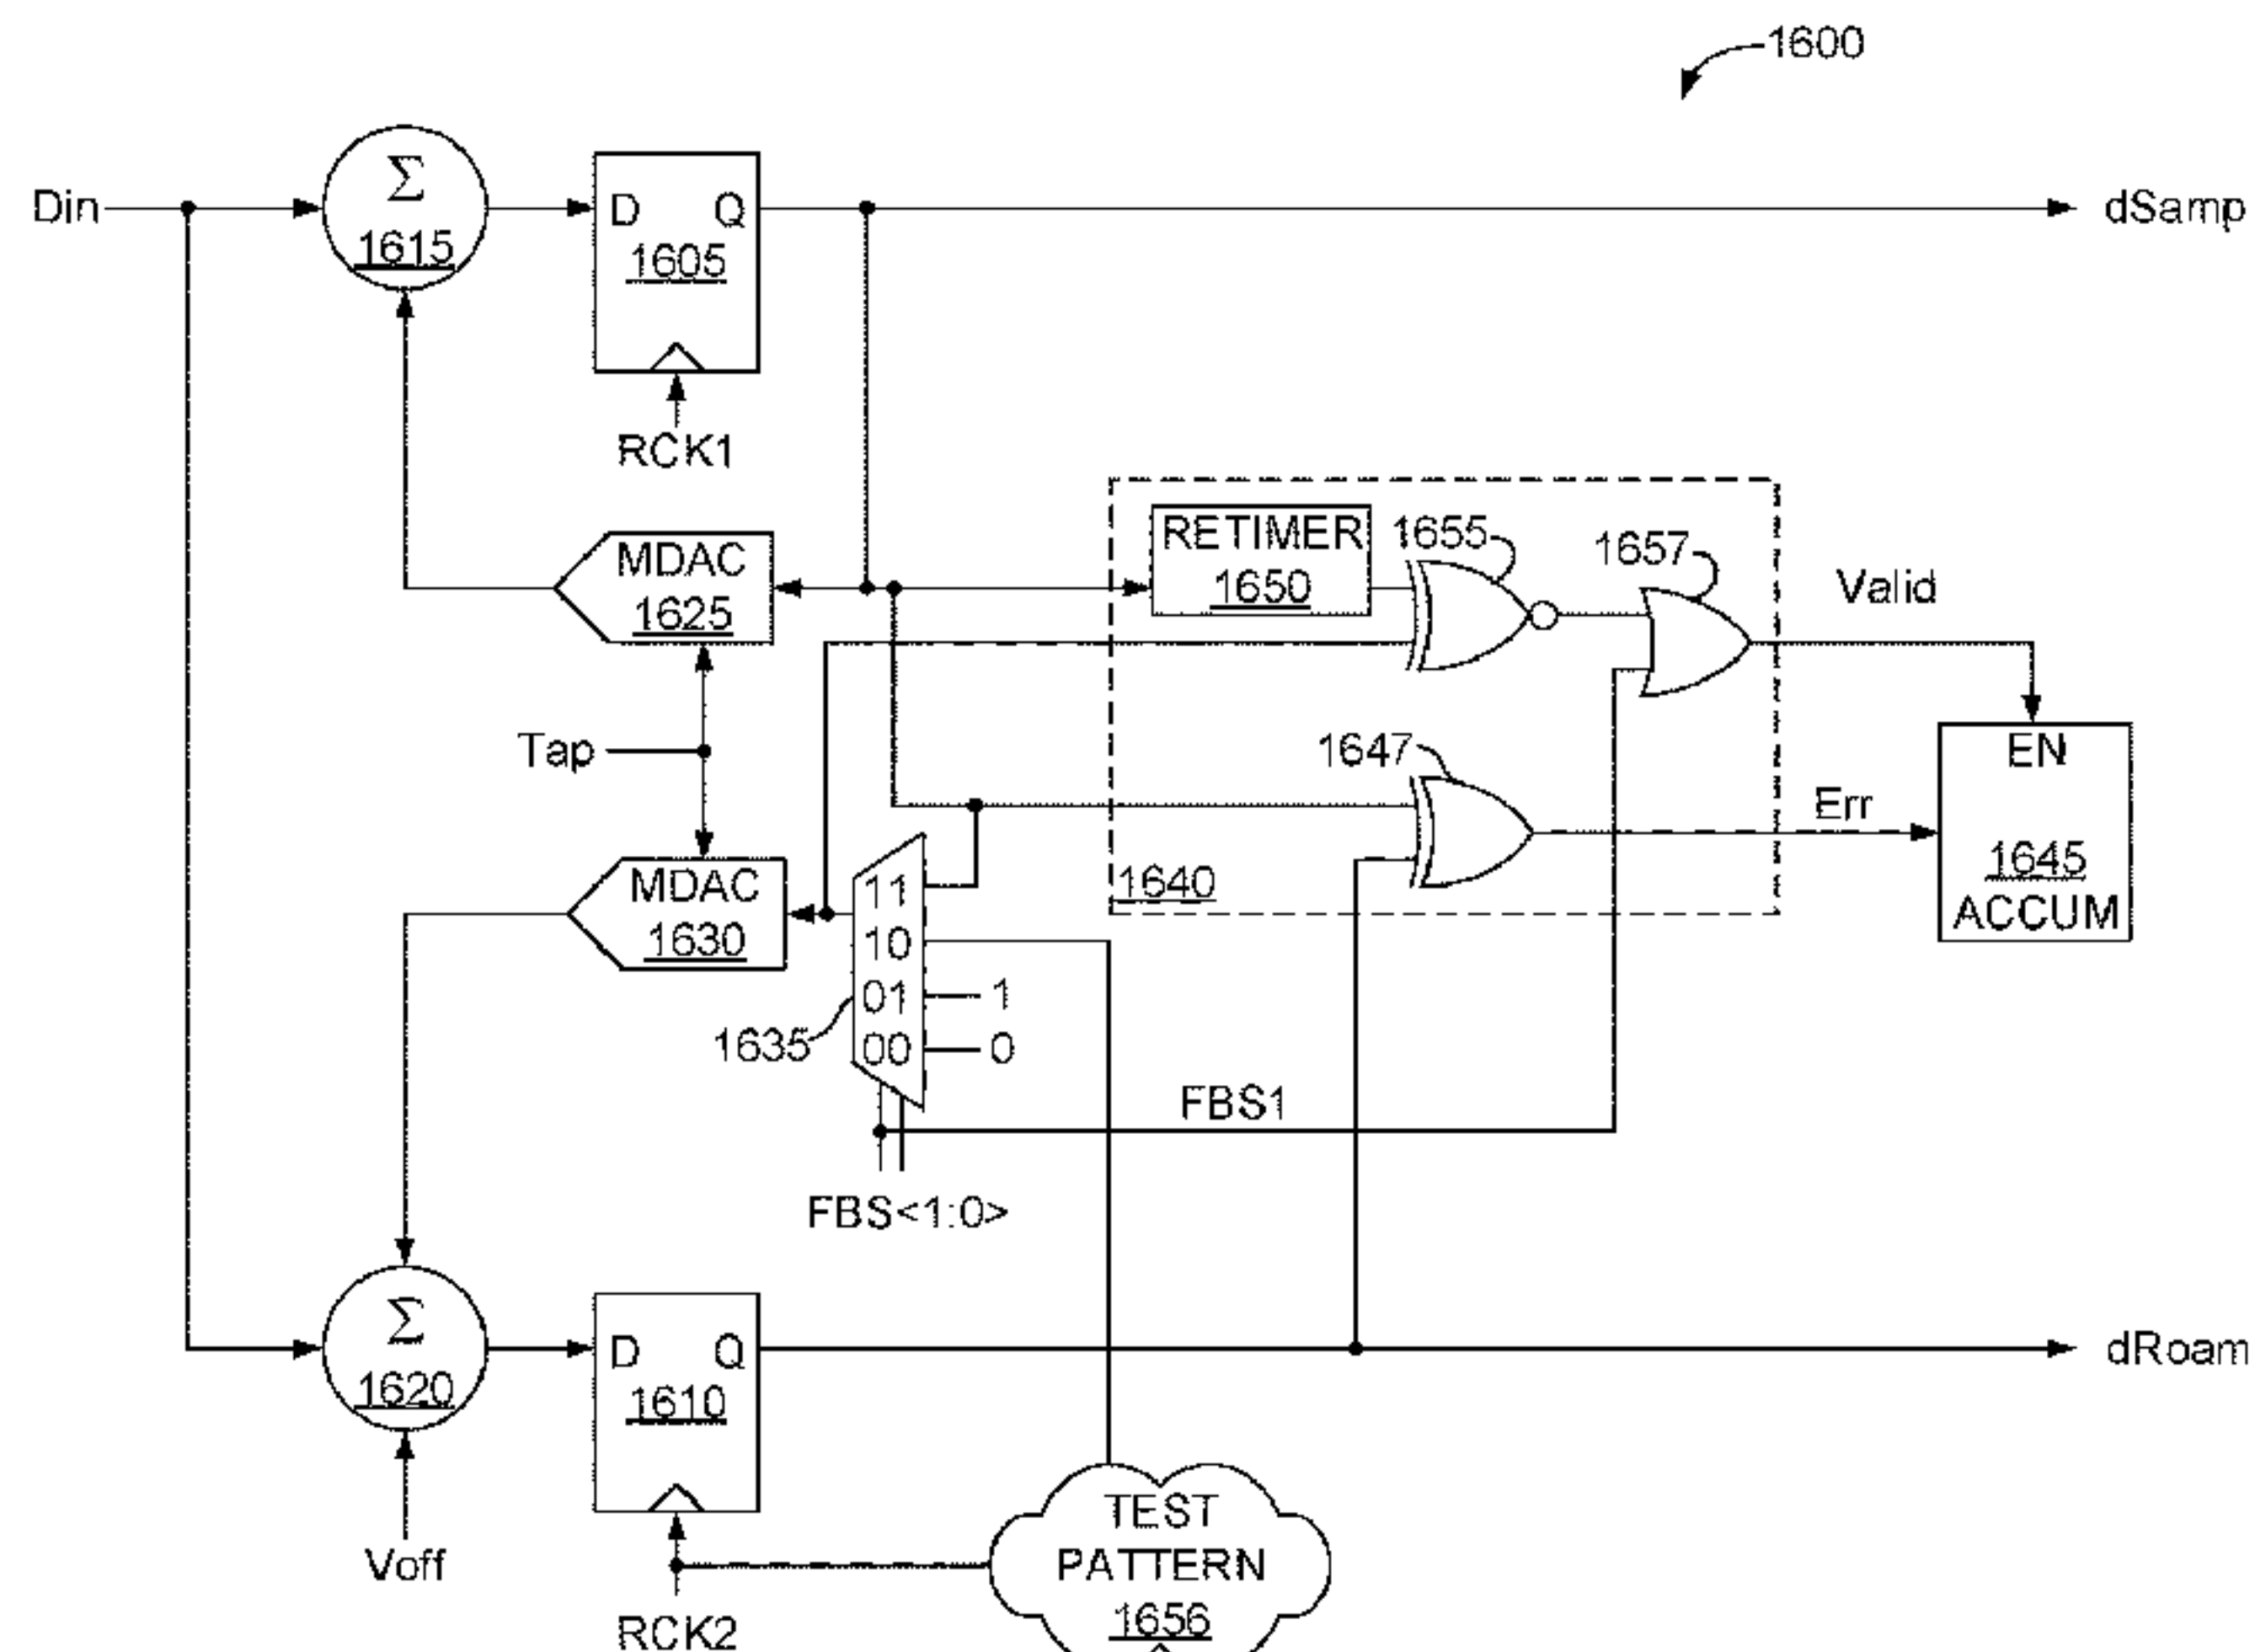 1600
Din
Σ
1615
D Q
1605
dSamp
RCK1
MDAC
1625
RETIMER
1650
1655
1657
Valid
Tap
1647
EN
Err
1645
ACCUM
MDAC
1630
11
10
01
00
1
0
1635
1640
FBS1
FBS<1:0>
Σ
1620
D Q
1610
dRoam
Voff
RCK2
TEST
PATTERN
1656